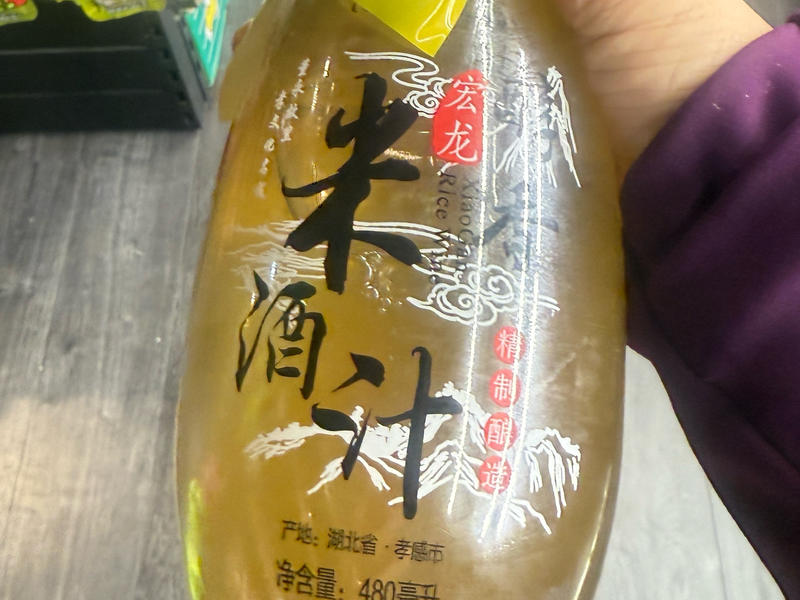 宏龙
米
酒
汁
Rice Wine
精制酿造
产地：湖北省·孝感市
净含量：480毫升